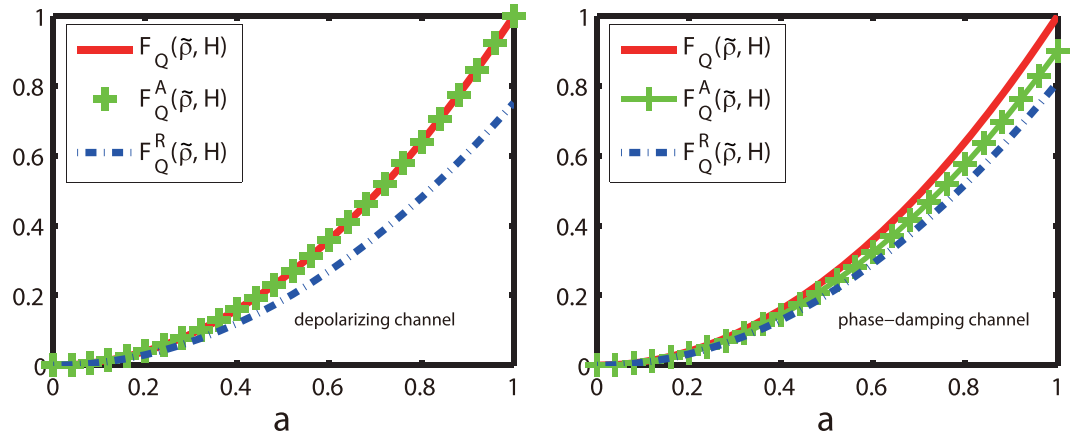 1
0.8
0.6
0.4
0.2
0
0 0.2 0.4 0.6 0.8 1
a
F_Q(ρ̃, H)
F_Q^A(ρ̃, H)
F_Q^R(ρ̃, H)
depolarizing channel
1
0.8
0.6
0.4
0.2
0
0 0.2 0.4 0.6 0.8 1
a
F_Q(ρ̃, H)
F_Q^A(ρ̃, H)
F_Q^R(ρ̃, H)
phase−damping channel